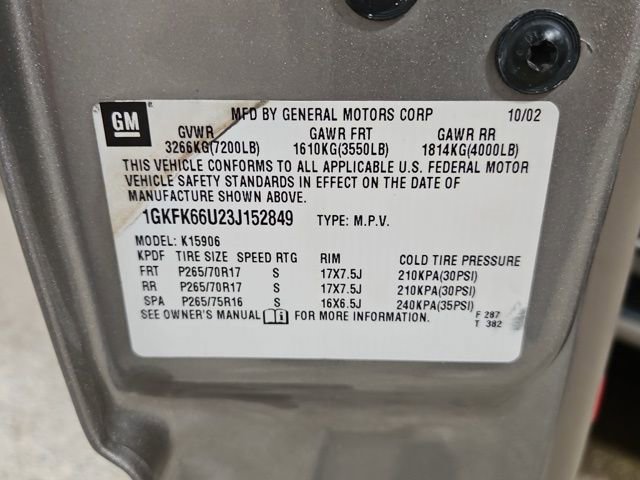 GM MFD BY GENERAL MOTORS CORP 10/02
GVWR GAWR FRT GAWR RR
3266KG(7200LB) 1610KG(3550LB) 1814KG(4000LB)
THIS VEHICLE CONFORMS TO ALL APPLICABLE U.S. FEDERAL MOTOR
VEHICLE SAFETY STANDARDS IN EFFECT ON THE DATE OF
MANUFACTURE SHOWN ABOVE.
1GKFK66U23J152849 TYPE: M.P.V.
MODEL: K15906
KPDF TIRE SIZE SPEED RTG RIM COLD TIRE PRESSURE
FRT P265/70R17 S 17X7.5J 210KPA(30PSI)
RR P265/70R17 S 17X7.5J 210KPA(30PSI)
SPA P265/75R16 S 16X6.5J 240KPA(35PSI)
SEE OWNER'S MANUAL FOR MORE INFORMATION.
F 287
T 382